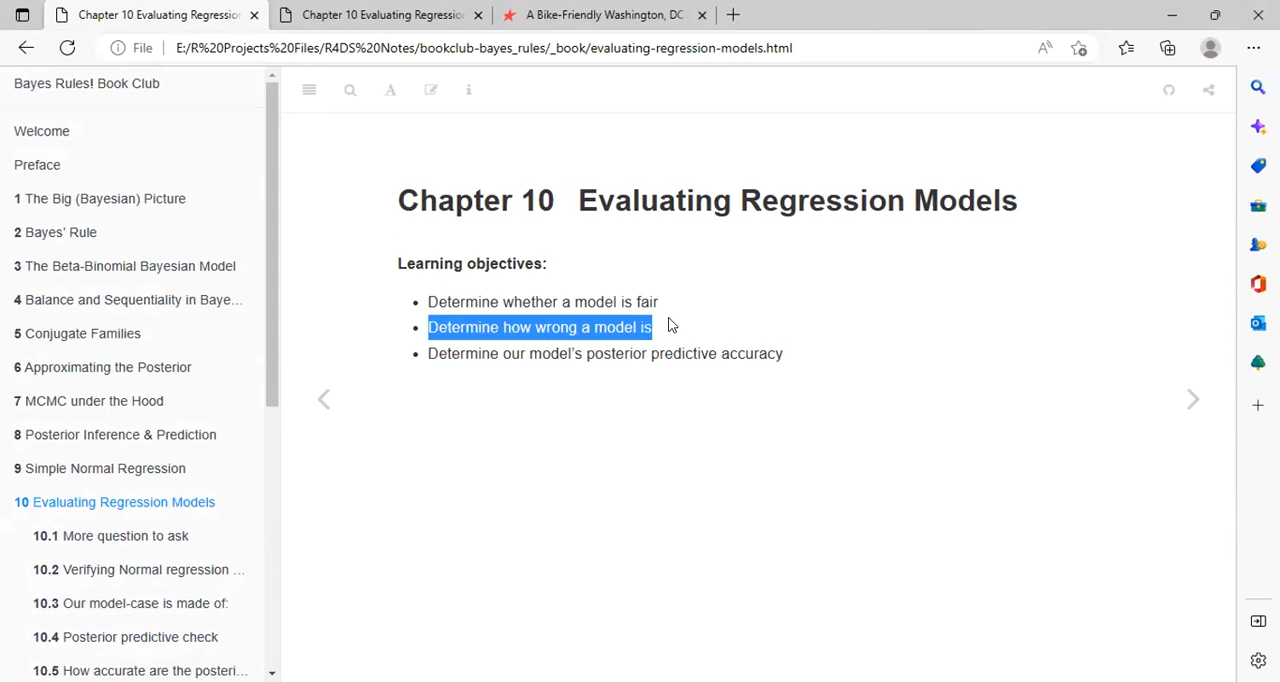 Chapter 10 Evaluating Regression
Chapter 10 Evaluating Regression
A Bike-Friendly Washington, DC
File
E:/R%20Projects%20Files/R4DS%20Notes/bookclub-bayes_rules/_book/evaluating-regression-models.html
Bayes Rules! Book Club
Welcome
Preface
1 The Big (Bayesian) Picture
2 Bayes' Rule
3 The Beta-Binomial Bayesian Model
4 Balance and Sequentiality in Baye...
5 Conjugate Families
6 Approximating the Posterior
7 MCMC under the Hood
8 Posterior Inference & Prediction
9 Simple Normal Regression
10 Evaluating Regression Models
10.1 More question to ask
10.2 Verifying Normal regression ...
10.3 Our model-case is made of:
10.4 Posterior predictive check
10.5 How accurate are the posteri...
Chapter 10 Evaluating Regression Models
Learning objectives:
• Determine whether a model is fair
• Determine how wrong a model is
• Determine our model's posterior predictive accuracy